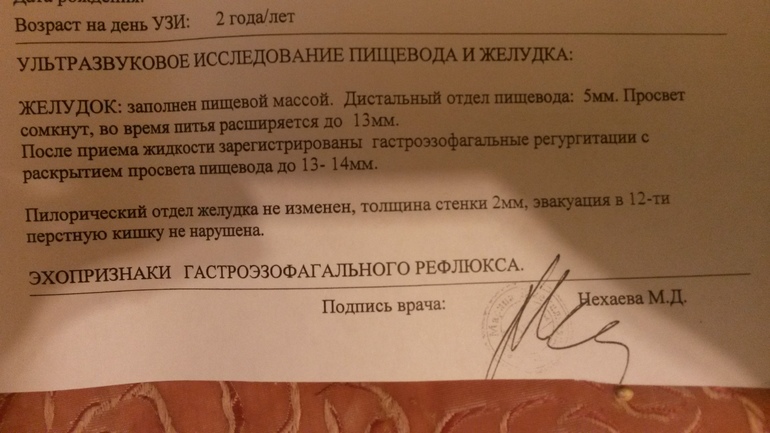 Дата рождения:
Возраст на день УЗИ: 2 года/лет
УЛЬТРАЗВУКОВОЕ ИССЛЕДОВАНИЕ ПИЩЕВОДА И ЖЕЛУДКА:
ЖЕЛУДОК: заполнен пищевой массой. Дистальный отдел пищевода: 5мм. Просвет
сомкнут, во время питья расширяется до 13мм.
После приема жидкости зарегистрированы гастроэзофагальные регургитации с
раскрытием просвета пищевода до 13- 14мм.
Пилорический отдел желудка не изменен, толщина стенки 2мм, эвакуация в 12-ти
перстную кишку не нарушена.
ЭХОПРИЗНАКИ ГАСТРОЭЗОФАГАЛЬНОГО РЕФЛЮКСА.
Подпись врача: Нехаева М.Д.